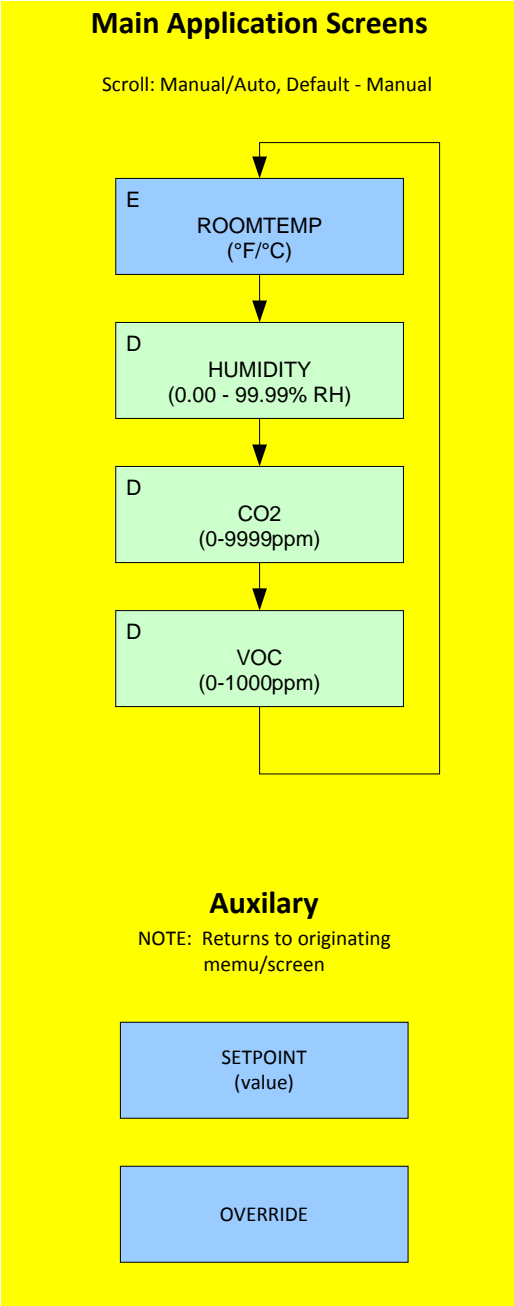 Main Application Screens
Scroll: Manual/Auto, Default - Manual
E
ROOMTEMP
(°F/°C)
D
HUMIDITY
(0.00 - 99.99% RH)
D
CO2
(0-9999ppm)
D
VOC
(0-1000ppm)
Auxilary
NOTE:  Returns to originating
memu/screen
SETPOINT
(value)
OVERRIDE